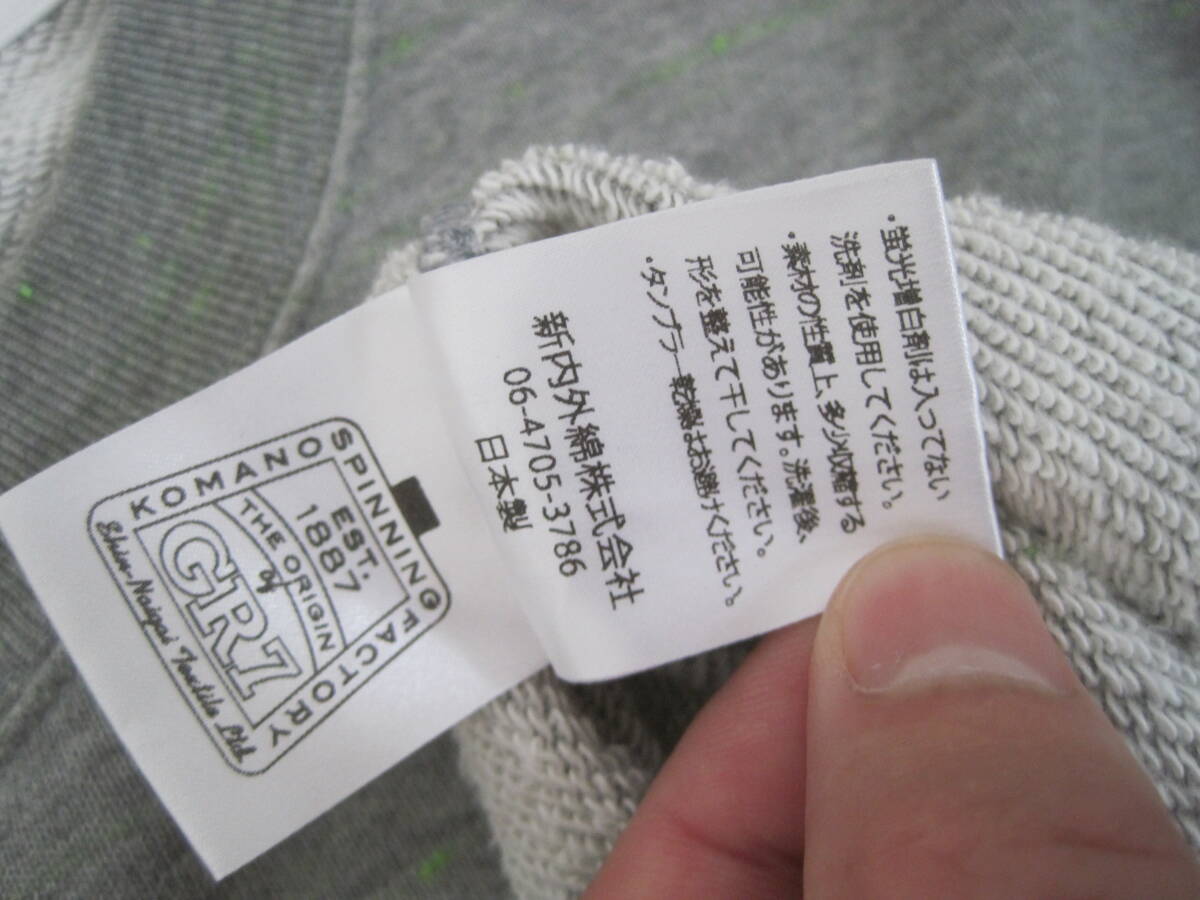 ・蛍光増白剤は入ってない
洗剤を使用してください。
・素材の性質上、多少収縮する
可能性があります。洗濯後、
形を整えて干してください。
・タンブラー乾燥はお避けください。
新内外綿株式会社
06-4705-3786
日本製
KOMANO SPINNING FACTORY
EST.
1887
THE ORIGIN
of
GR7
Shin-Naigai Textile Ltd